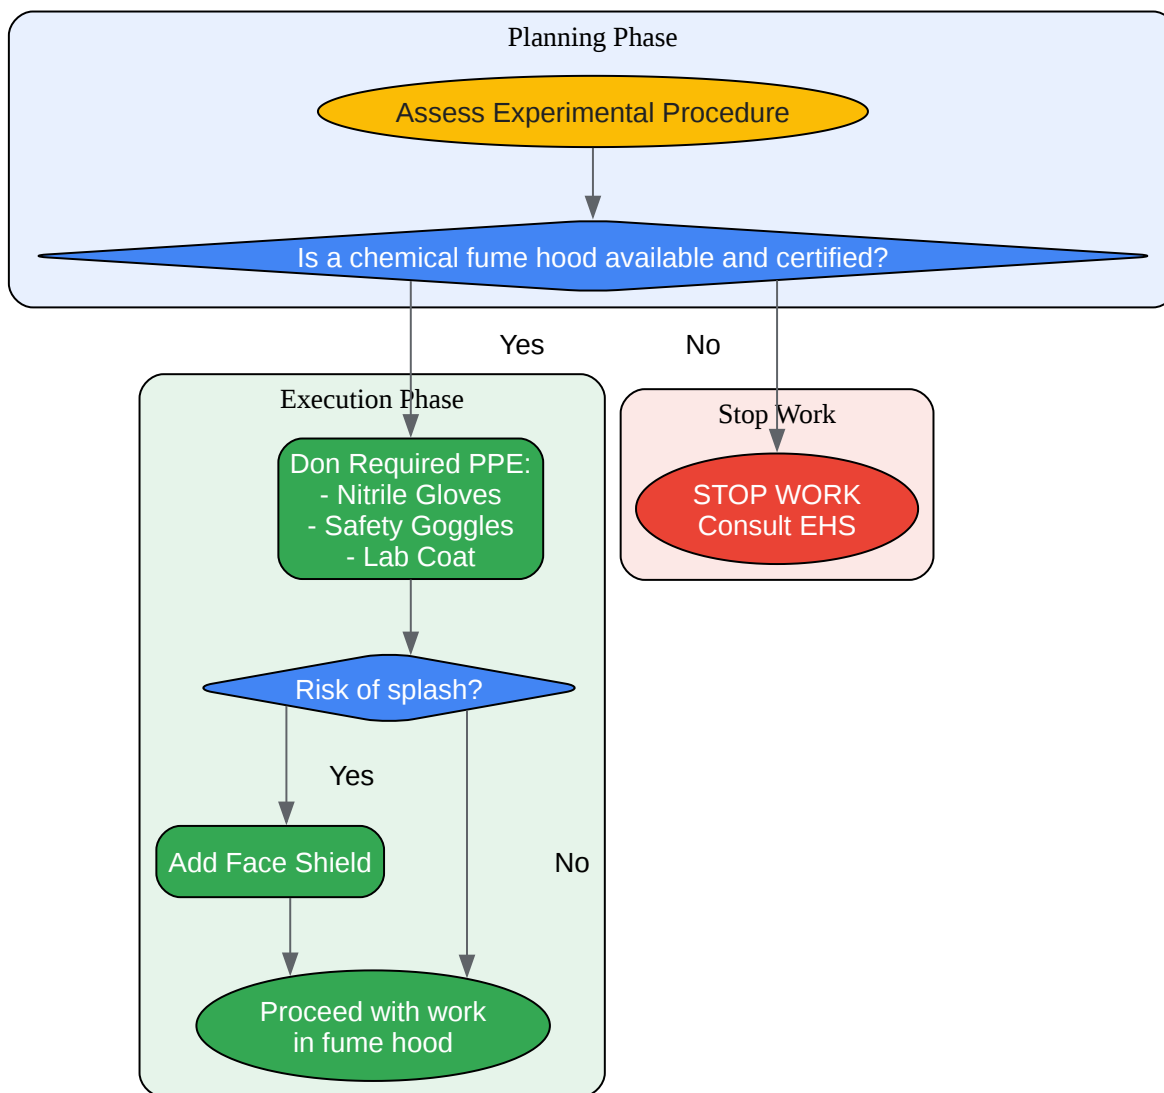 Planning Phase
Assess Experimental Procedure
Is a chemical fume hood available and certified?
Yes
No
Execution Phase
Stop Work
Don Required PPE:
- Nitrile Gloves
- Safety Goggles
- Lab Coat
STOP WORK
Consult EHS
Risk of splash?
Yes
Add Face Shield
No
Proceed with work
in fume hood